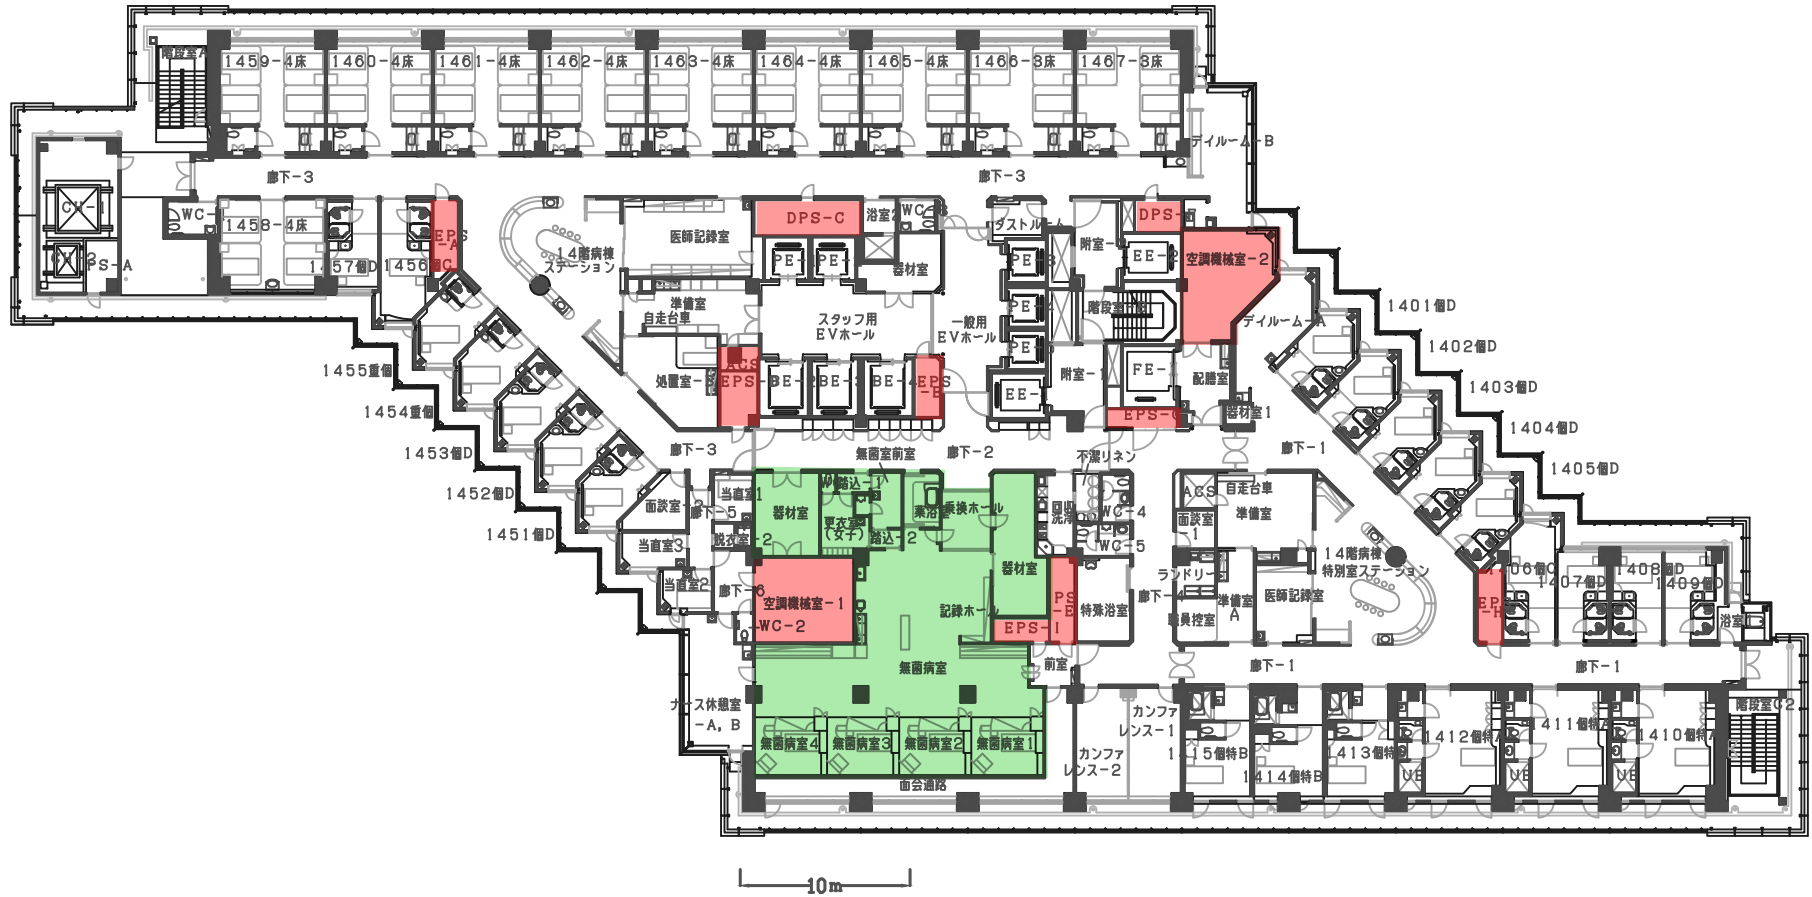 階段室A
1459-4床
1460-4床
1461-4床
1462-4床
1463-4床
1464-4床
1465-4床
1466-3床
1467-3床
デイルーム-B
廊下-3
廊下-3
CH-1
CH-2
PS-A
WC-
1458-4床
1457個D
1456個C
EPS
-A
14階病棟
ステーション
医師記録室
DPS-C
浴室2
WC-
ダストルーム
附室-
DPS-
空調機械室-2
PE-
PE-
器材室
PE-
EE-
準備室
自走台車
スタッフ用
EVホール
一般用
EVホール
PE-
階段室-
デイルーム-A
1401個D
1402個D
1403個D
1404個D
1405個D
1455重個
1454重個
1453個D
1452個D
1451個D
処置室-
ACS
EPS-
BE-
BE-3
BE-4
EPS
-B
PE-
EE-
附室-1
FE-
EPS-
配膳室
器材室1
廊下-3
無菌室前室
廊下-2
不潔リネン
廊下-1
面談室-
当直室1
廊下-5
当直室3
脱衣室-2
当直室2
廊下-6
器材室
WC
踏込-1
更衣室
(女子)
踏込-2
薬浴室
乗換ホール
器材室
回収
洗浄
WC-4
WC-5
ACS
自走台車
準備室
面談室
-1
ランドリー
廊下-4
特殊浴室
職員控室
準備室
A
医師記録室
14階病棟
特別室ステーション
1406個C
1407個D
1408個D
1409個D
EPS
-H
浴室1
空調機械室-1
WC-2
記録ホール
EPS-I
PS
-E
前室
無菌病室
廊下-1
廊下-1
ナース休憩室
-A,B
無菌病室4
無菌病室3
無菌病室2
無菌病室1
面会通路
カンファ
レンス-1
カンファ
レンス-2
1415個特B
1414個特B
1413個特B
1412個特A
1411個特A
1410個特A
UB
UB
UB
階段室C2
10m